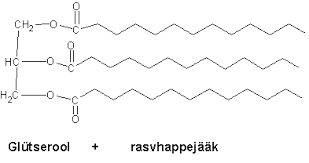 O
CH₂ O C
O
HC O C
H₂C O C
O
Glütserool + rasvhappejääk